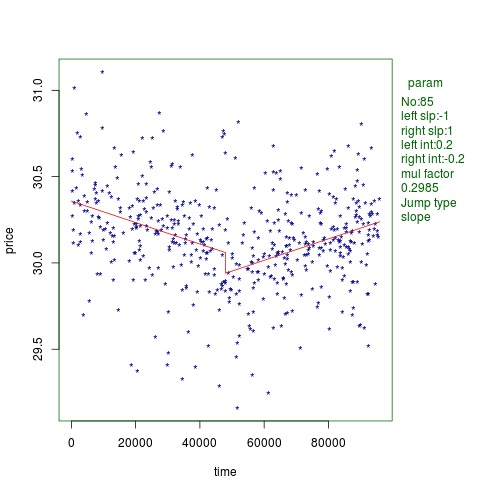 param
No:85
left slp:-1
right slp:1
left int:0.2
right int:-0.2
mul factor
0.2985
Jump type
slope
31.0
30.5
30.0
29.5
price
0 20000 40000 60000 80000
time